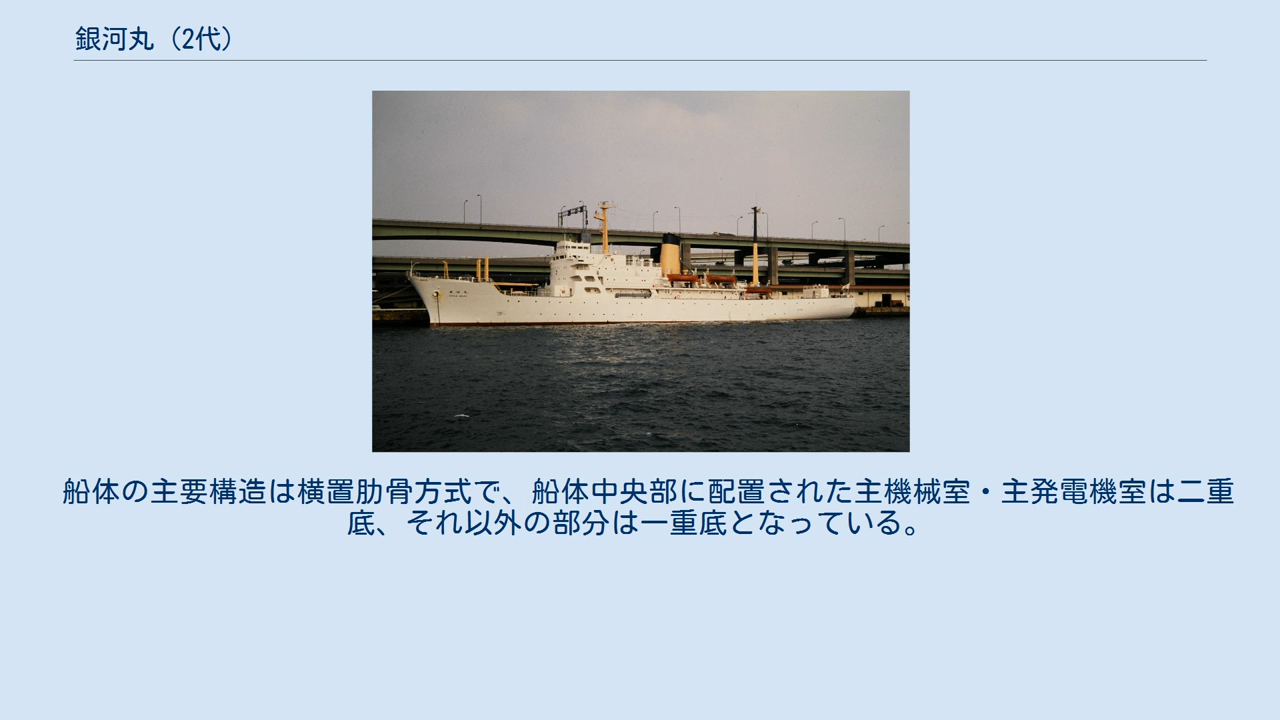 銀河丸（2代）
船体の主要構造は横置肋骨方式で、船体中央部に配置された主機械室・主発電機室は二重
底、それ以外の部分は一重底となっている。